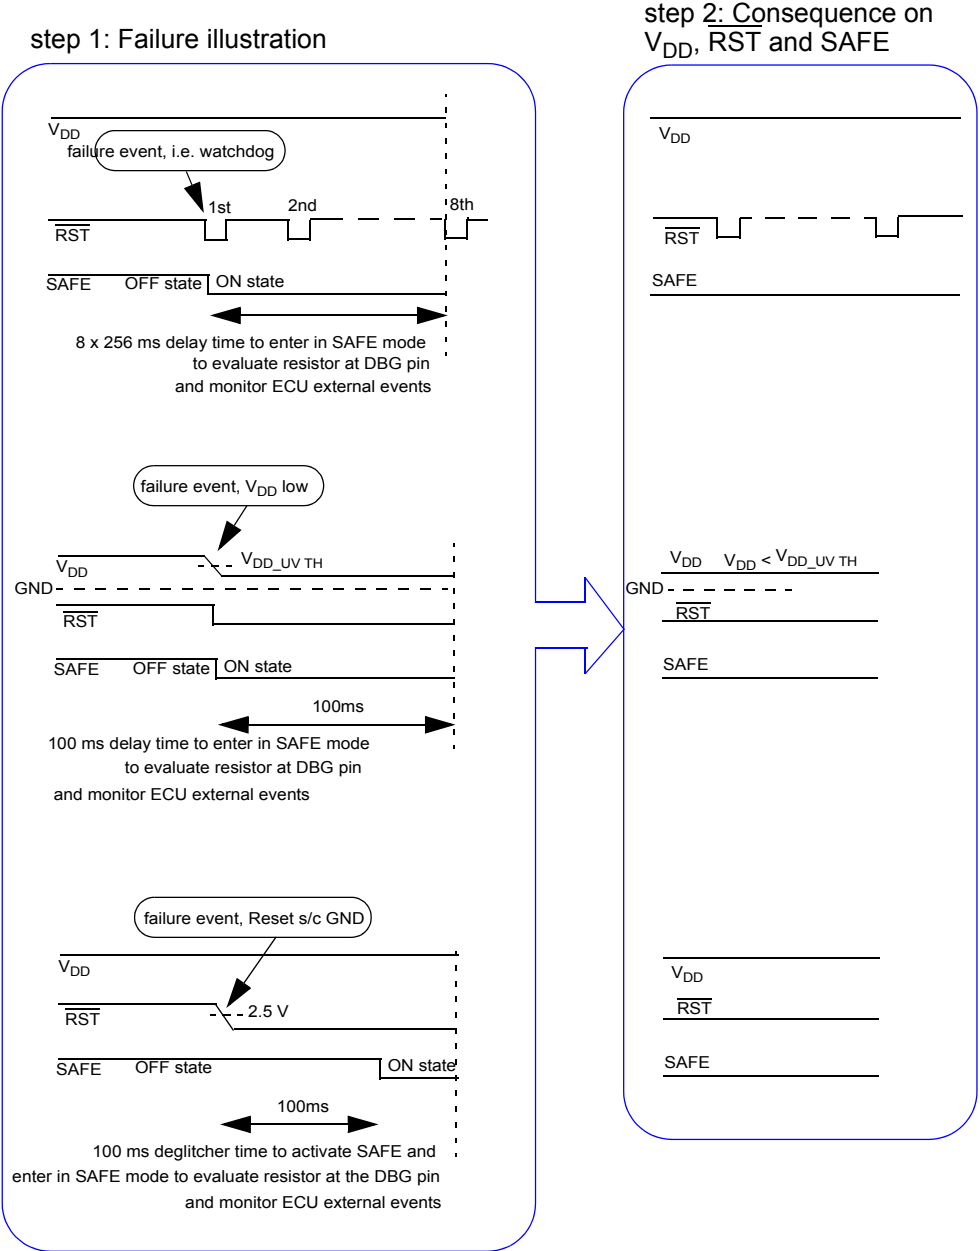 step 1: Failure illustration
step 2: Consequence on
VDD, RST and SAFE
VDD
failure event, i.e. watchdog
1st 2nd 8th
RST
SAFE OFF state ON state
8 x 256 ms delay time to enter in SAFE mode
to evaluate resistor at DBG pin
and monitor ECU external events
failure event, VDD low
VDD VDD_UV TH
GND
RST
SAFE OFF state ON state
100ms
100 ms delay time to enter in SAFE mode
to evaluate resistor at DBG pin
and monitor ECU external events
failure event, Reset s/c GND
VDD
RST 2.5 V
SAFE OFF state ON state
100ms
100 ms deglitcher time to activate SAFE and
enter in SAFE mode to evaluate resistor at the DBG pin
and monitor ECU external events
VDD
RST
SAFE
VDD VDD < VDD_UV TH
GND
RST
SAFE
VDD
RST
SAFE